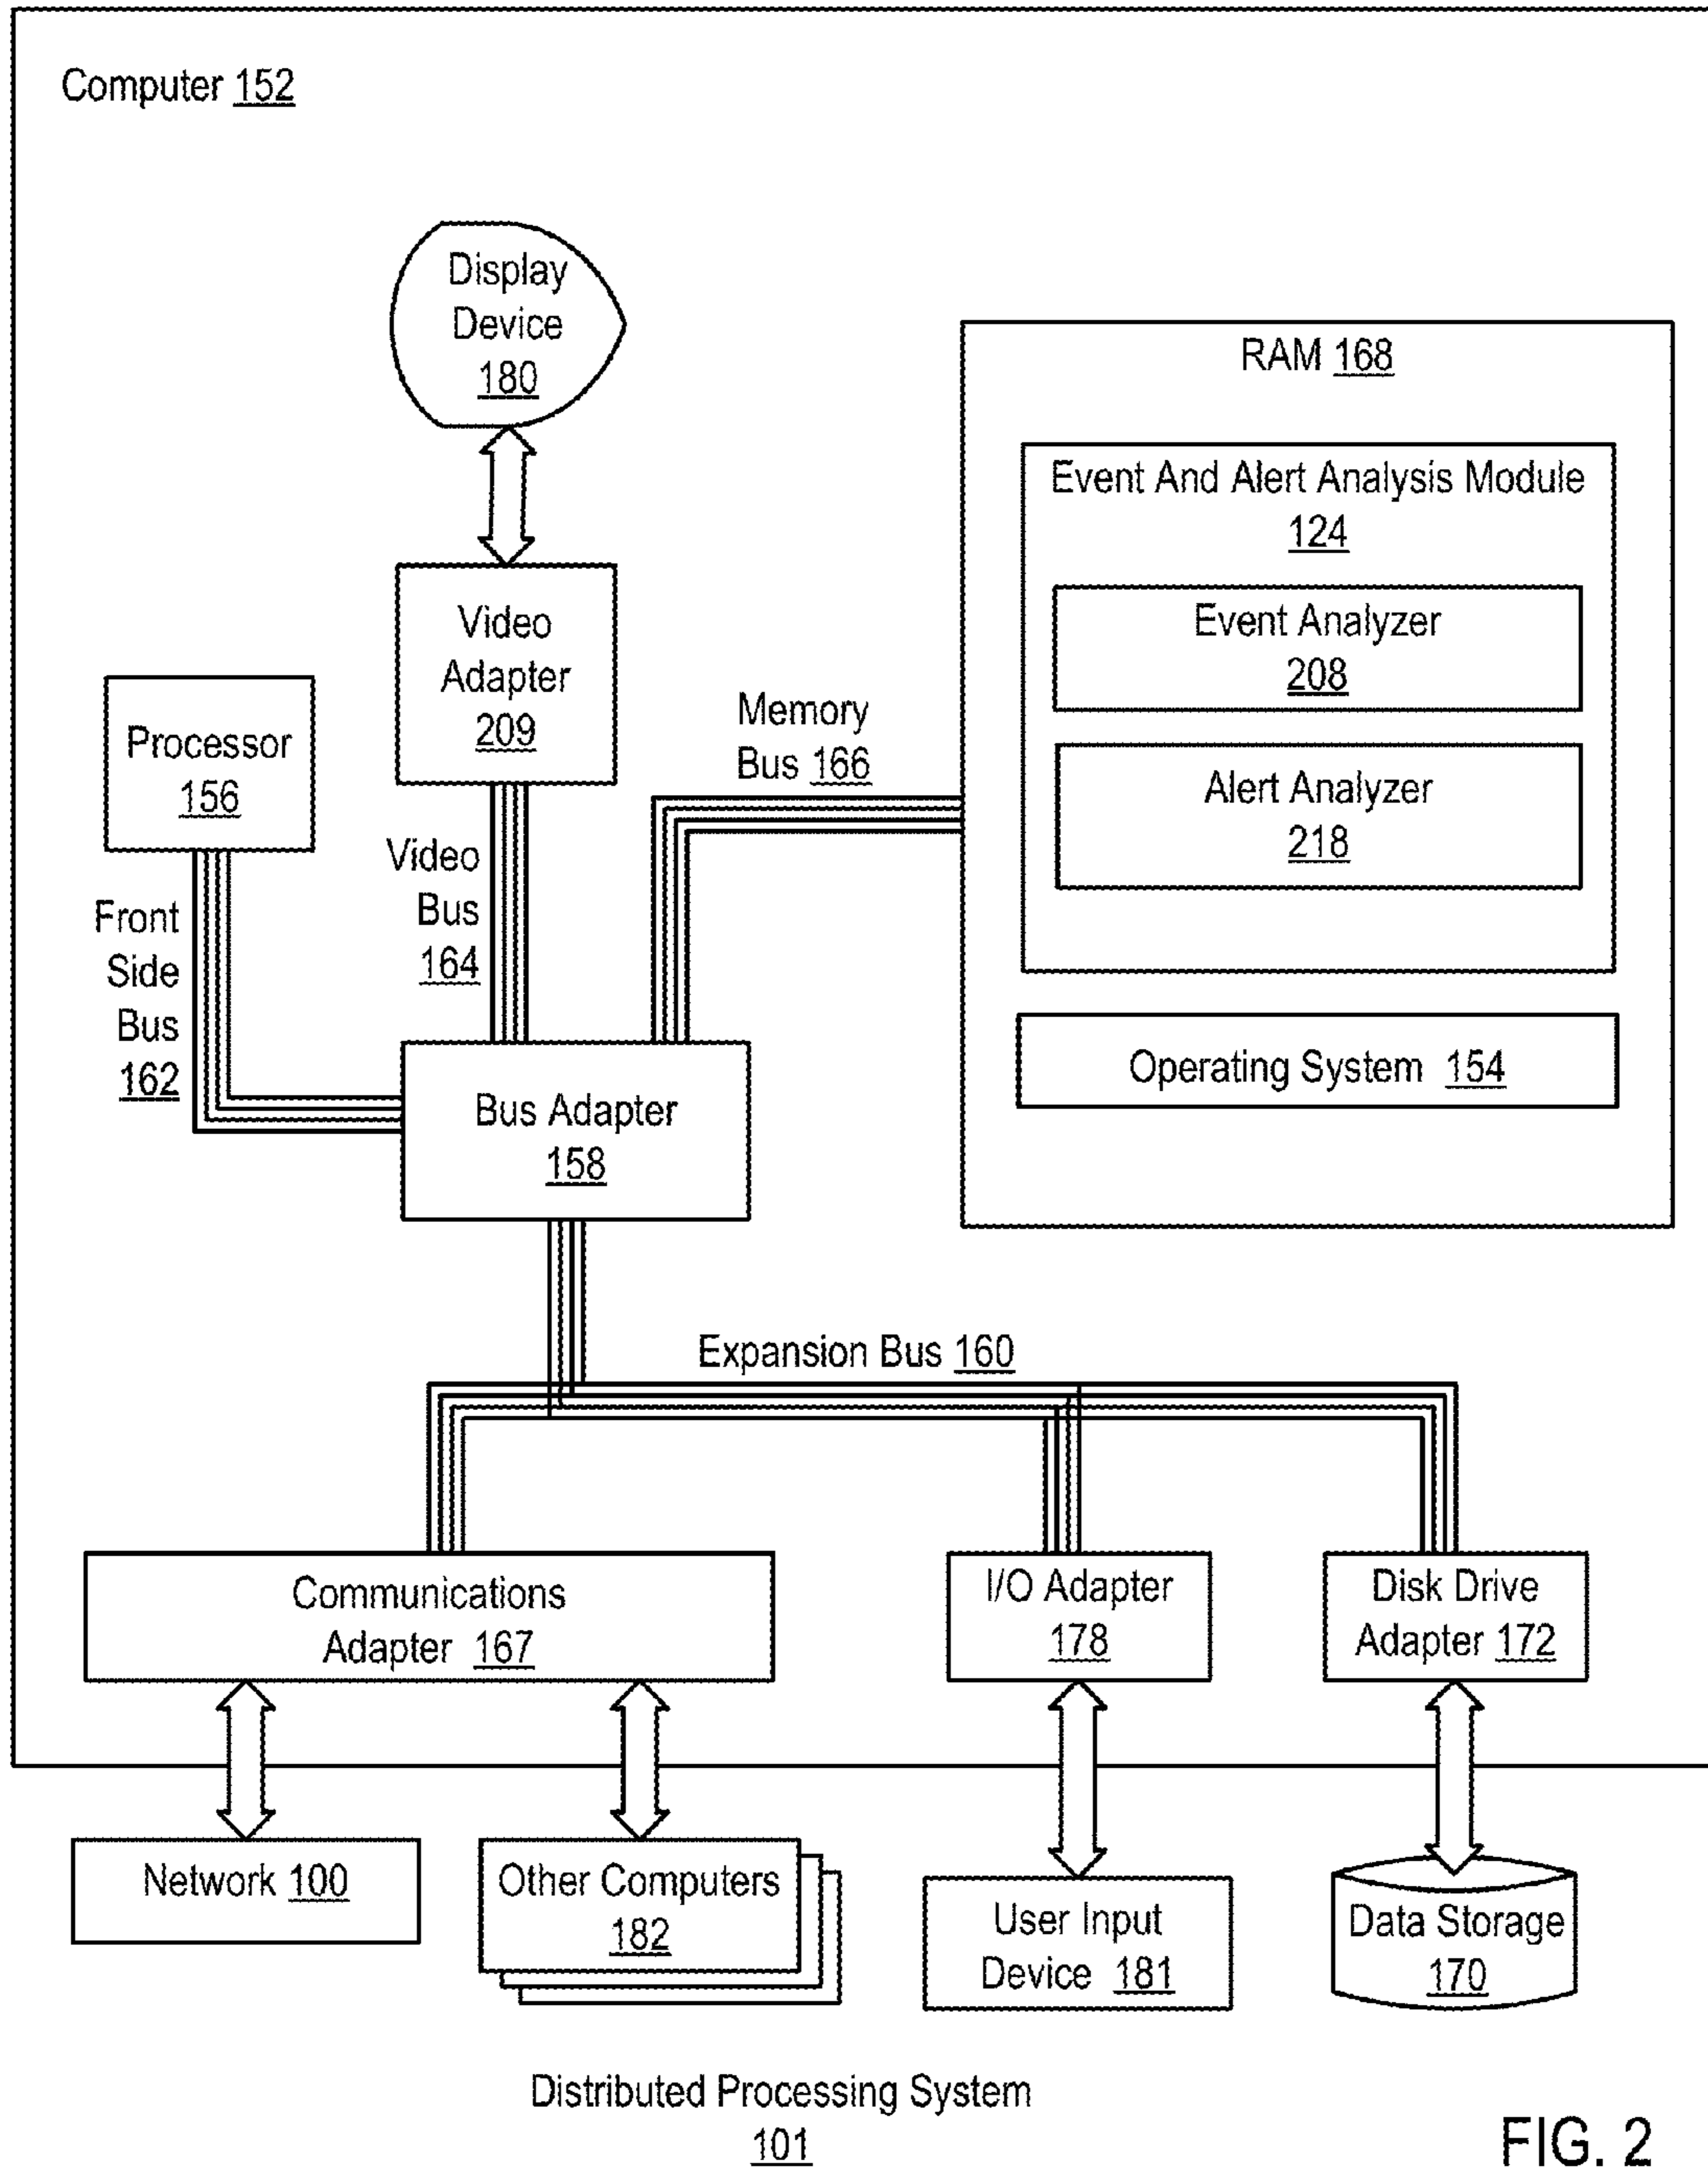 Computer 152
Display
Device
180
RAM 168
Event And Alert Analysis Module
124
Event Analyzer
208
Alert Analyzer
218
Operating System 154
Video
Adapter
209
Processor
156
Memory
Bus 166
Video
Bus
164
Front
Side
Bus
162
Bus Adapter
158
Expansion Bus 160
Communications
Adapter 167
I/O Adapter
178
Disk Drive
Adapter 172
Network 100
Other Computers
182
User Input
Device 181
Data Storage
170
Distributed Processing System
101
FIG. 2